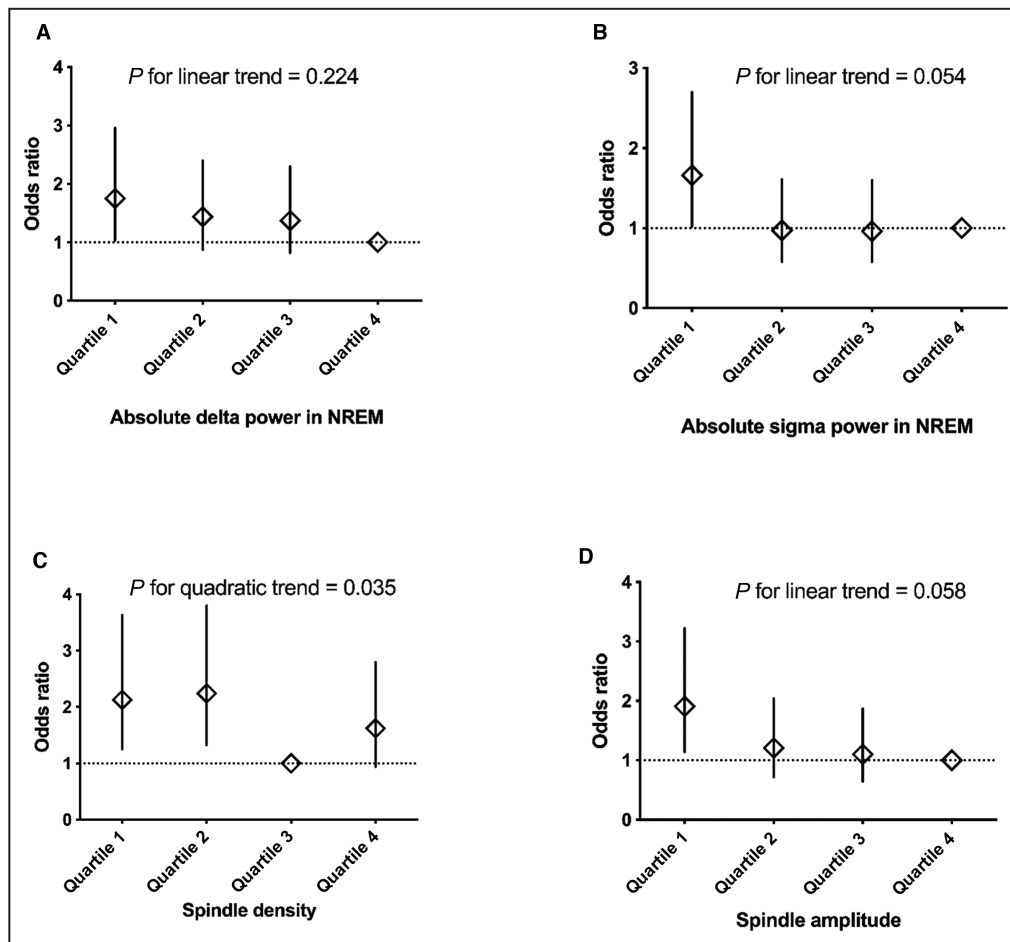 A
P for linear trend = 0.224
4
3
2
1
0
Odds ratio
Quartile 1
Quartile 2
Quartile 3
Quartile 4
Absolute delta power in NREM
B
P for linear trend = 0.054
3
2
1
0
Odds ratio
Quartile 1
Quartile 2
Quartile 3
Quartile 4
Absolute sigma power in NREM
C
P for quadratic trend = 0.035
4
3
2
1
0
Odds ratio
Quartile 1
Quartile 2
Quartile 3
Quartile 4
Spindle density
D
P for linear trend = 0.058
4
3
2
1
0
Odds ratio
Quartile 1
Quartile 2
Quartile 3
Quartile 4
Spindle amplitude